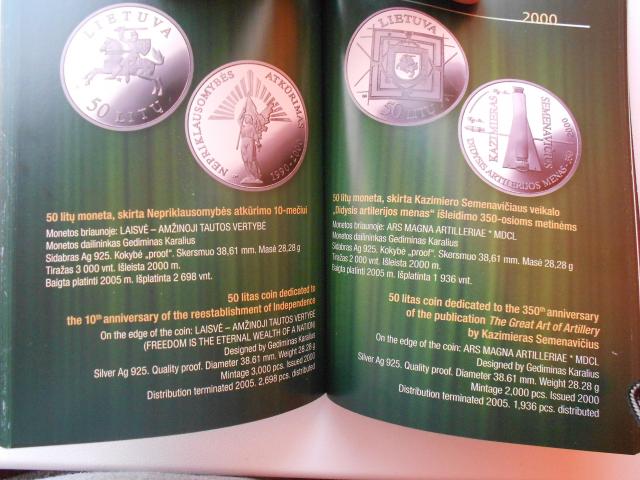 LIETUVA
50 LITŲ
NEPRIKLAUSOMYBĖS ATKŪRIMAS
1990-2000
50 litų moneta, skirta Nepriklausomybės atkūrimo 10-mečiui
Monetos briaunoje: LAISVĖ – AMŽINOJI TAUTOS VERTYBĖ
Monetos dailininkas Gediminas Karalius
Sidabras Ag 925. Kokybė „proof“. Skersmuo 38,61 mm. Masė 28,28 g
Tiražas 3 000 vnt. Išleista 2000 m.
Baigta platinti 2005 m. Išplatinta 2 698 vnt.
50 litas coin dedicated to
the 10th anniversary of the reestablishment of Independence
On the edge of the coin: LAISVĖ – AMŽINOJI TAUTOS VERTYBĖ
(FREEDOM IS THE ETERNAL WEALTH OF A NATION)
Designed by Gediminas Karalius
Silver Ag 925. Quality proof. Diameter 38.61 mm. Weight 28.28 g
Mintage 3,000 pcs. Issued 2000
Distribution terminated 2005. 2,698 pcs. distributed
2000
LIETUVA
50 LITŲ
KAZIMIERAS SEMENAVIČIUS
DIDYSIS ARTILERIJOS MENAS
350
2000
50 litų moneta, skirta Kazimiero Semenavičiaus veikalo
„Didysis artilerijos menas“ išleidimo 350-osioms metinėms
Monetos briaunoje: ARS MAGNA ARTILLERIAE * MDCL
Monetos dailininkas Gediminas Karalius
Sidabras Ag 925. Kokybė „proof“. Skersmuo 38,61 mm. Masė 28,28 g
Tiražas 2 000 vnt. Išleista 2000 m.
Baigta platinti 2005 m. Išplatinta 1 936 vnt.
50 litas coin dedicated to the 350th anniversary
of the publication The Great Art of Artillery
by Kazimieras Semenavičius
On the edge of the coin: ARS MAGNA ARTILLERIAE * MDCL
Designed by Gediminas Karalius
Silver Ag 925. Quality proof. Diameter 38.61 mm. Weight 28.28 g
Mintage 2,000 pcs. Issued 2000
Distribution terminated 2005. 1,936 pcs. distributed